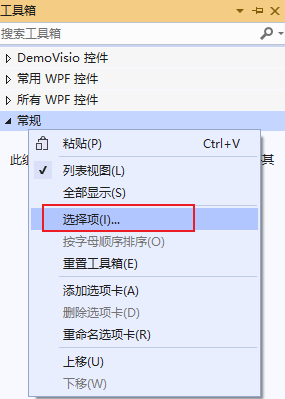 工具箱
搜索工具箱
DemoVisio 控件
常用 WPF 控件
所有 WPF 控件
常规
粘贴(P) Ctrl+V
此组
其
列表视图(L)
全部显示(S)
选择项(I)...
按字母顺序排序(O)
重置工具箱(E)
添加选项卡(A)
删除选项卡(D)
重命名选项卡(R)
上移(U)
下移(W)